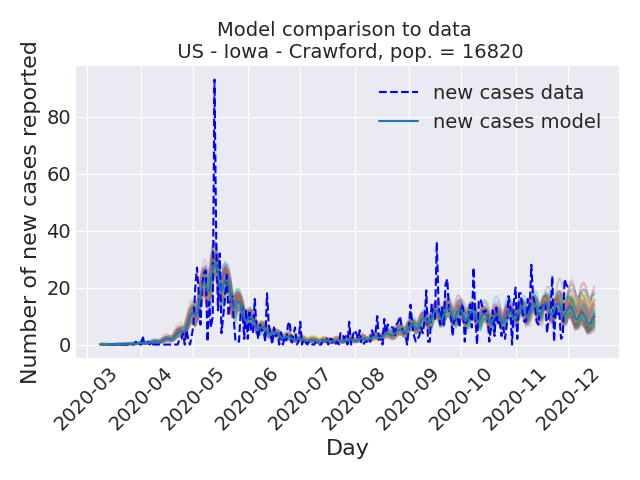 Model comparison to data
US - Iowa - Crawford, pop. = 16820
new cases data
new cases model
Number of new cases reported
80
60
40
20
0
2020-03
2020-04
2020-05
2020-06
2020-07
2020-08
2020-09
2020-10
2020-11
2020-12
Day